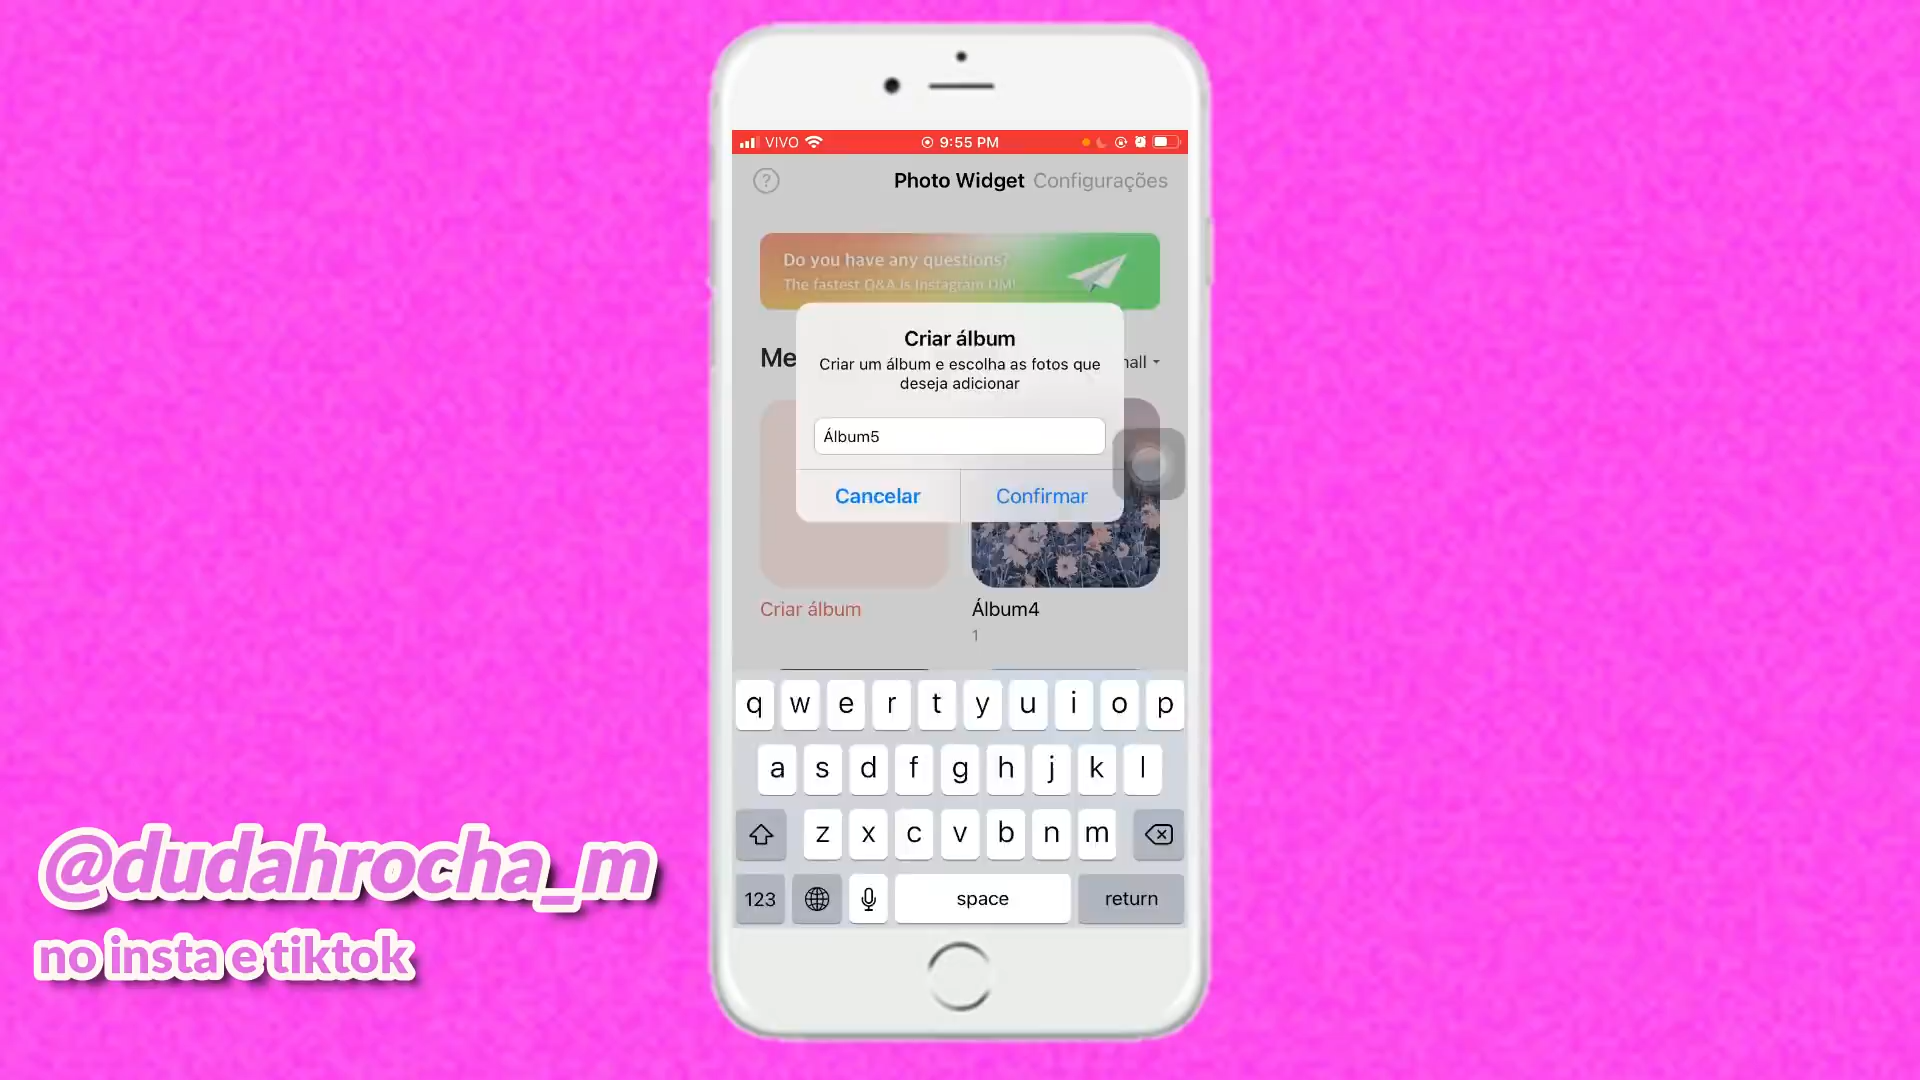 VIVO 9:55 PM
Photo Widget Configurações
Do you have any questions?
The fastest Q&A is Instagram DM!
Me
Criar álbum
Criar um álbum e escolha as fotos que
deseja adicionar
Álbum5
Cancelar Confirmar
Criar álbum Álbum4
1
q w e r t y u i o p
a s d f g h j k l
z x c v b n m
123 space return
@dudahrocha_m
no insta e tiktok